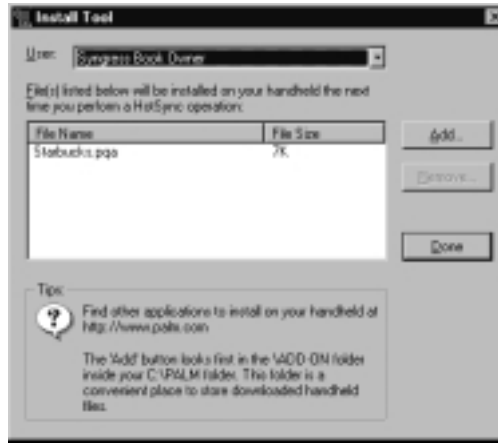 Install Tool
User: Syngress Book Owner
File(s) listed below will be installed on your handheld the next
time you perform a HotSync operation:
File Name File Size
Starbucks.pqa 7K
Add...
Remove...
Done
Tips:
Find other applications to install on your handheld at
http://www.palm.com
The 'Add' button looks first in the \ADD-ON folder
inside your C:\PALM folder. This folder is a
convenient place to store downloaded handheld
files.